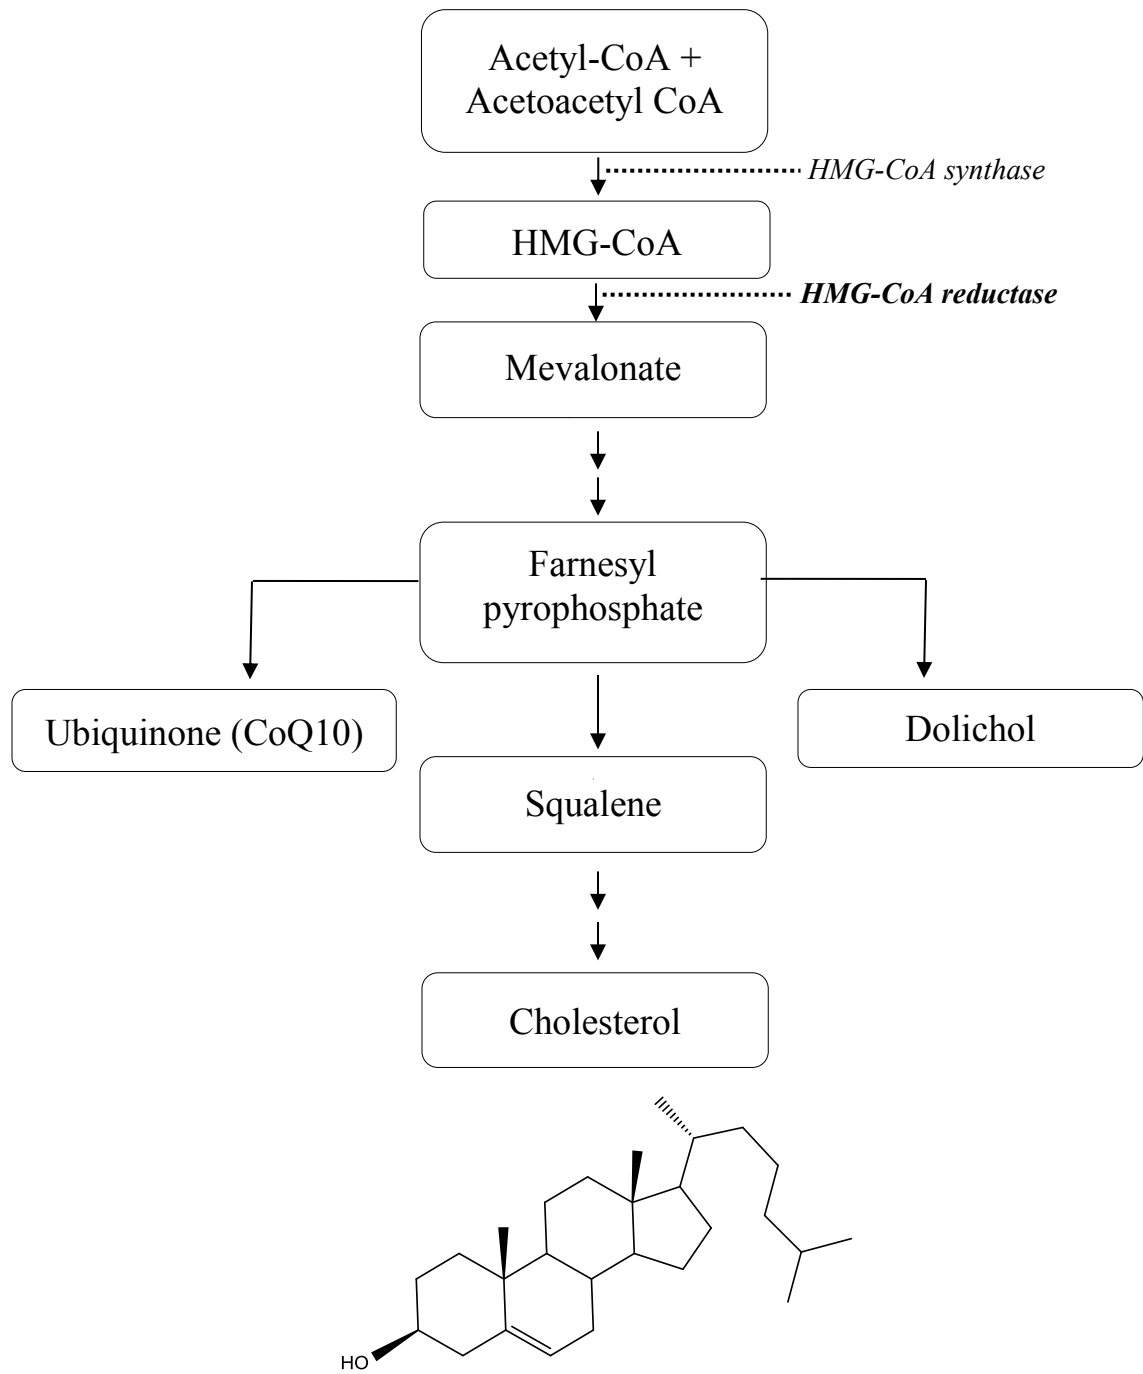 Acetyl-CoA +
Acetoacetyl CoA
HMG-CoA synthase
HMG-CoA
HMG-CoA reductase
Mevalonate
Farnesyl
pyrophosphate
Ubiquinone (CoQ10)
Dolichol
Squalene
Cholesterol
HO